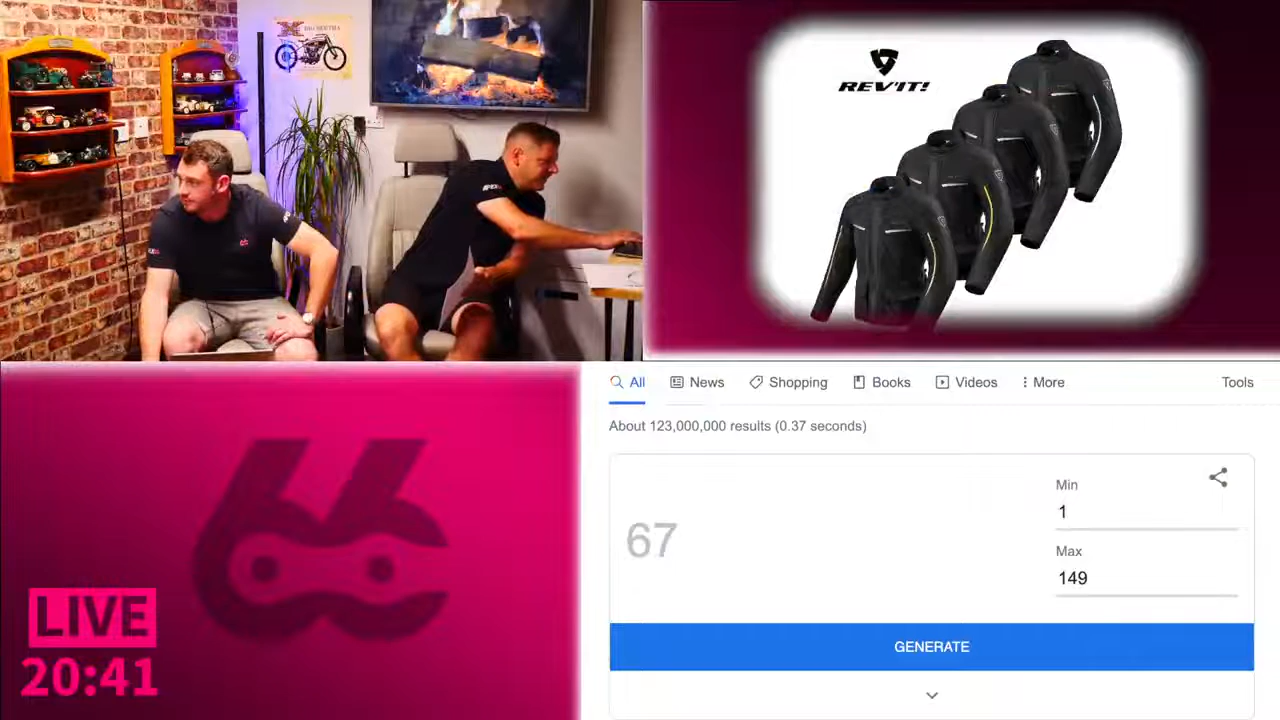 REV'IT!
All
News
Shopping
Books
Videos
More
Tools
About 123,000,000 results (0.37 seconds)
67
Min
1
Max
149
GENERATE
LIVE
20:41